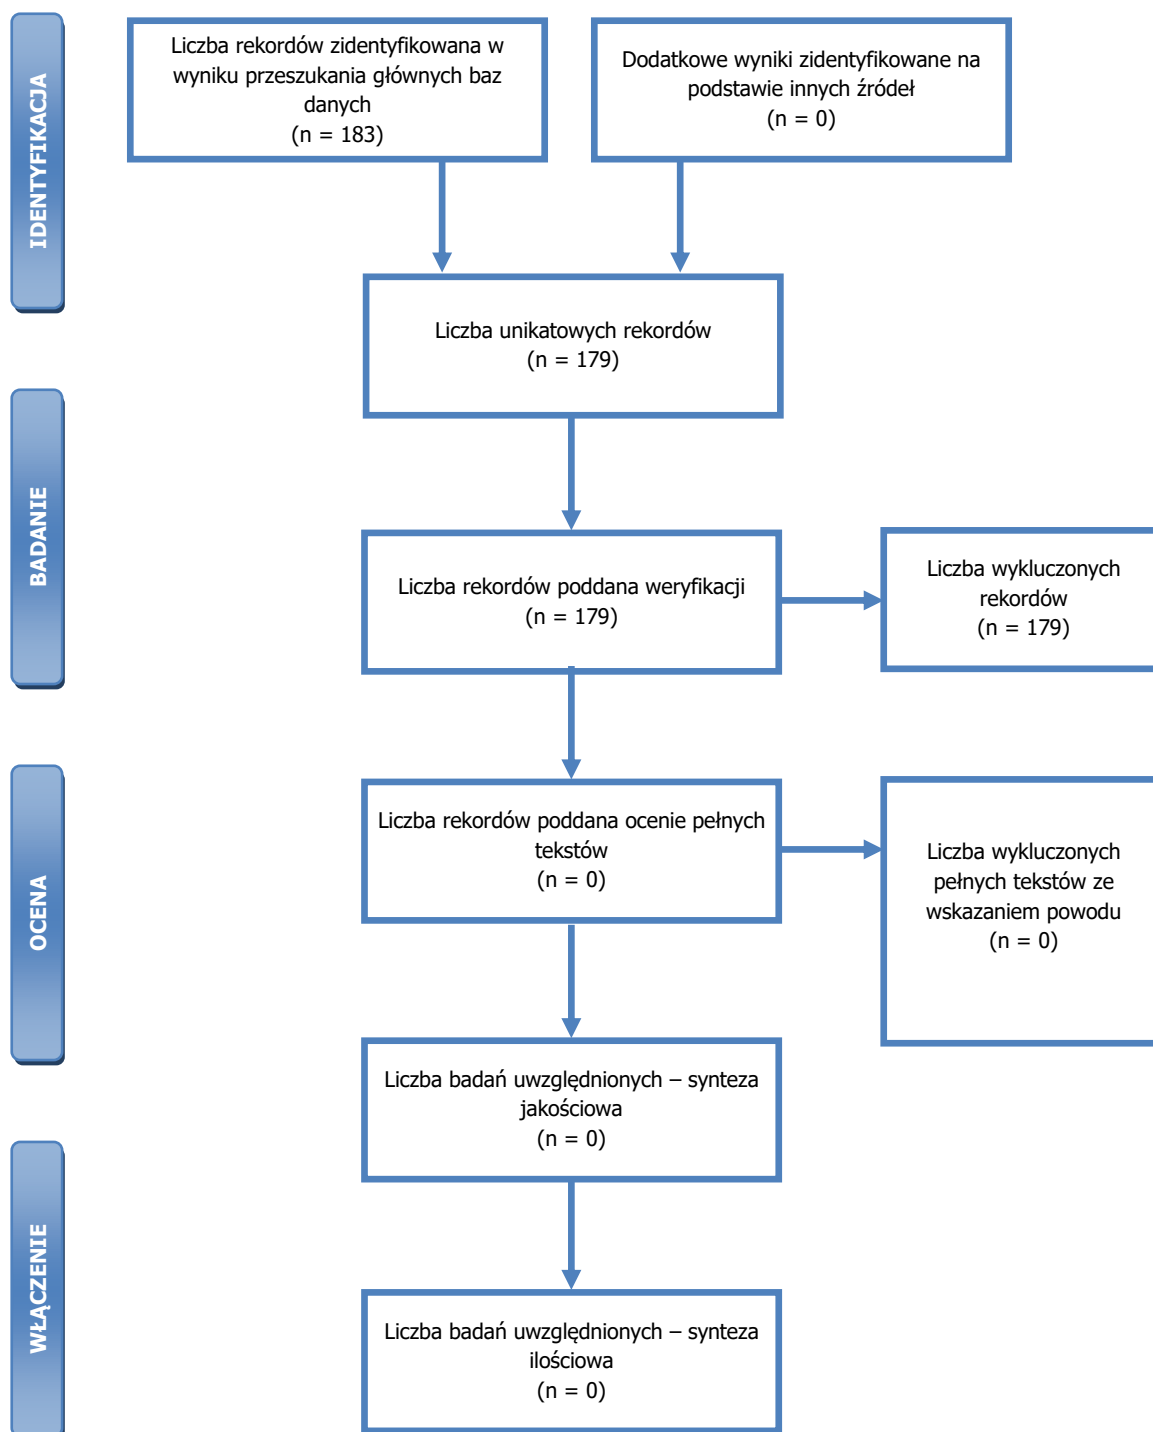 IDENTYFIKACJA
Liczba rekordów zidentyfikowana w
wyniku przeszukania głównych baz
danych
(n = 183)
Dodatkowe wyniki zidentyfikowane na
podstawie innych źródeł
(n = 0)
Liczba unikatowych rekordów
(n = 179)
BADANIE
Liczba rekordów poddana weryfikacji
(n = 179)
Liczba wykluczonych
rekordów
(n = 179)
OCENA
Liczba rekordów poddana ocenie pełnych
tekstów
(n = 0)
Liczba wykluczonych
pełnych tekstów ze
wskazaniem powodu
(n = 0)
Liczba badań uwzględnionych – synteza
jakościowa
(n = 0)
WŁĄCZENIE
Liczba badań uwzględnionych – synteza
ilościowa
(n = 0)